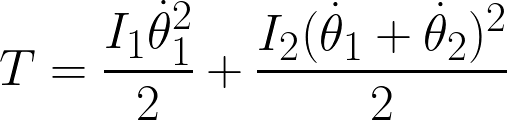 T = \frac{I_1 \dot{\theta}_1^2}{2} + \frac{I_2 (\dot{\theta}_1 + \dot{\theta}_2)^2}{2}